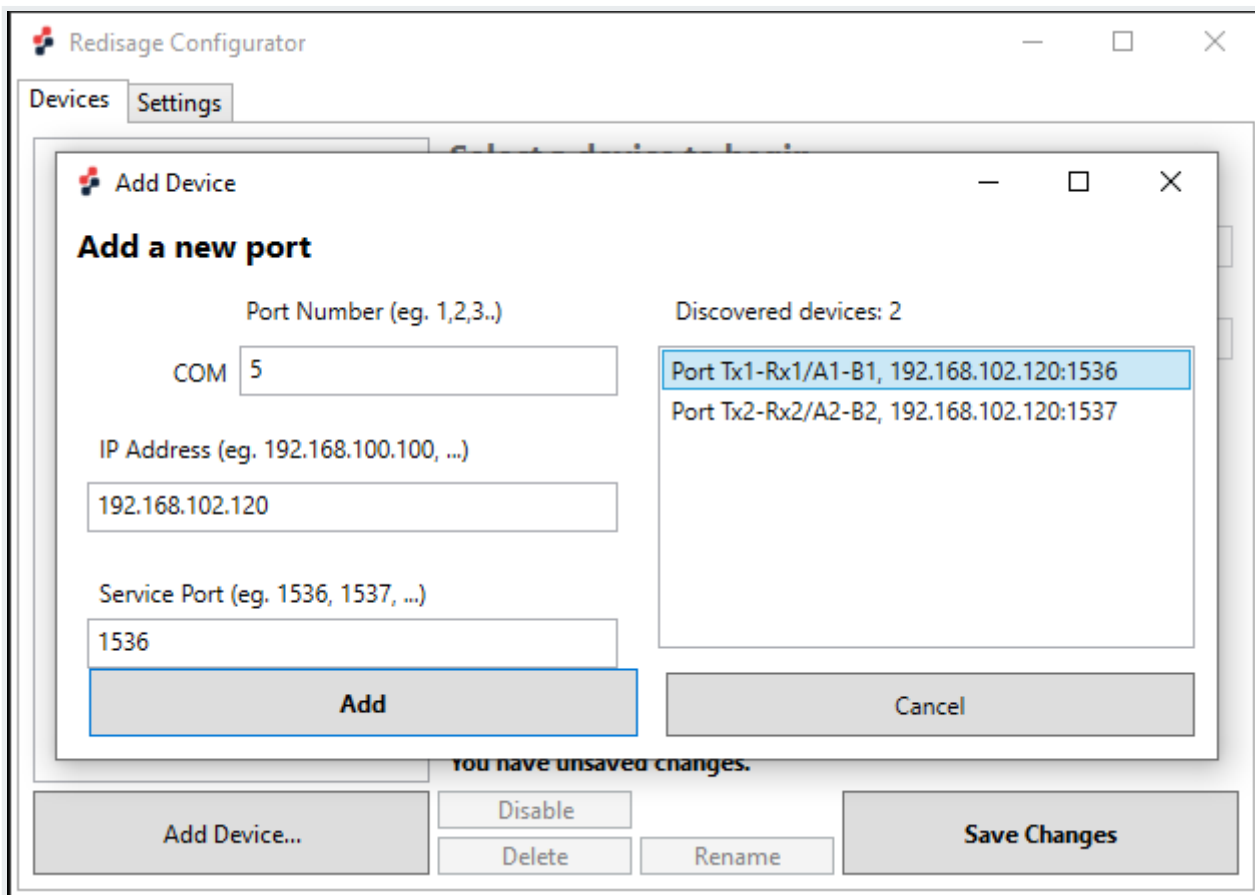 Redisage Configurator
Devices
Settings
Add Device
Add a new port
Port Number (eg. 1,2,3..)
COM
5
IP Address (eg. 192.168.100.100, ...)
192.168.102.120
Service Port (eg. 1536, 1537, ...)
1536
Add
Discovered devices: 2
Port Tx1-Rx1/A1-B1, 192.168.102.120:1536
Port Tx2-Rx2/A2-B2, 192.168.102.120:1537
Cancel
You have unsaved changes.
Add Device...
Disable
Delete
Rename
Save Changes